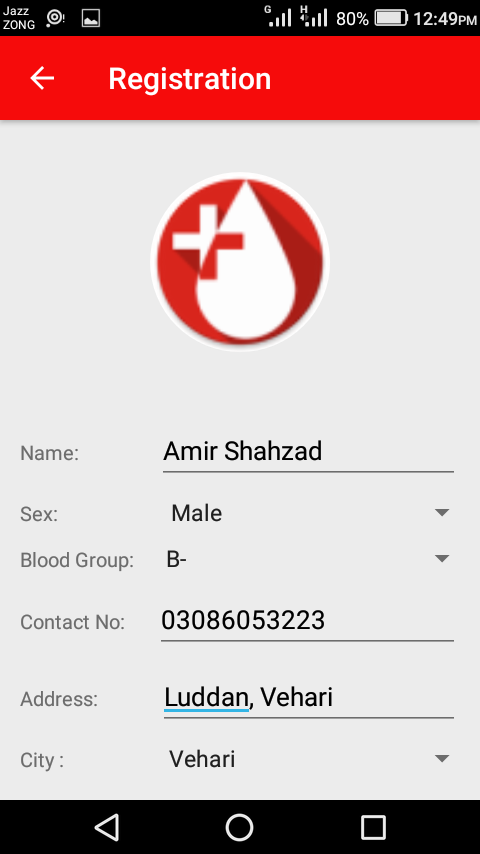 Jazz
ZONG
G
H
80%
12:49PM
Registration
Name: Amir Shahzad
Sex: Male
Blood Group: B-
Contact No: 03086053223
Address: Luddan, Vehari
City : Vehari